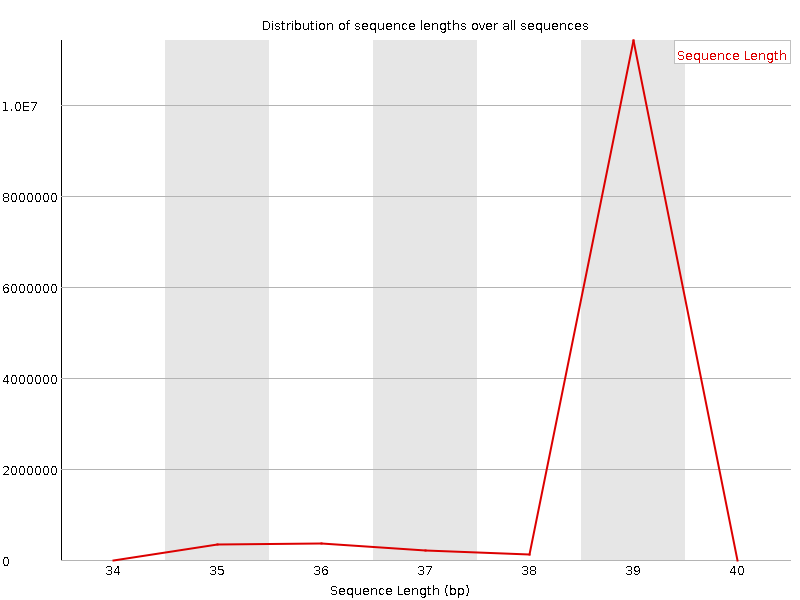 Distribution of sequence lengths over all sequences
Sequence Length
1.0E7
8000000
6000000
4000000
2000000
0
34 35 36 37 38 39 40
Sequence Length (bp)